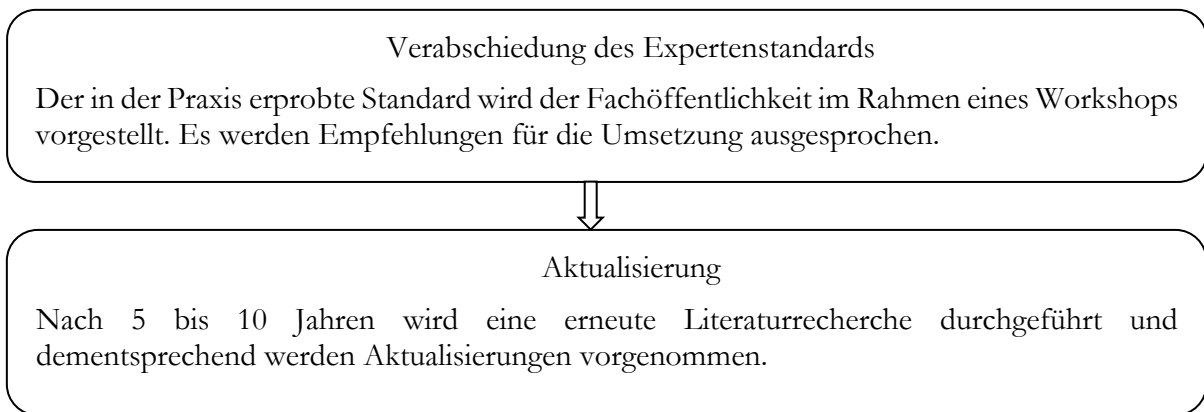 Verabschiedung des Expertenstandards
Der in der Praxis erprobte Standard wird der Fachöffentlichkeit im Rahmen eines Workshops
vorgestellt. Es werden Empfehlungen für die Umsetzung ausgesprochen.
Aktualisierung
Nach 5 bis 10 Jahren wird eine erneute Literaturrecherche durchgeführt und
dementsprechend werden Aktualisierungen vorgenommen.